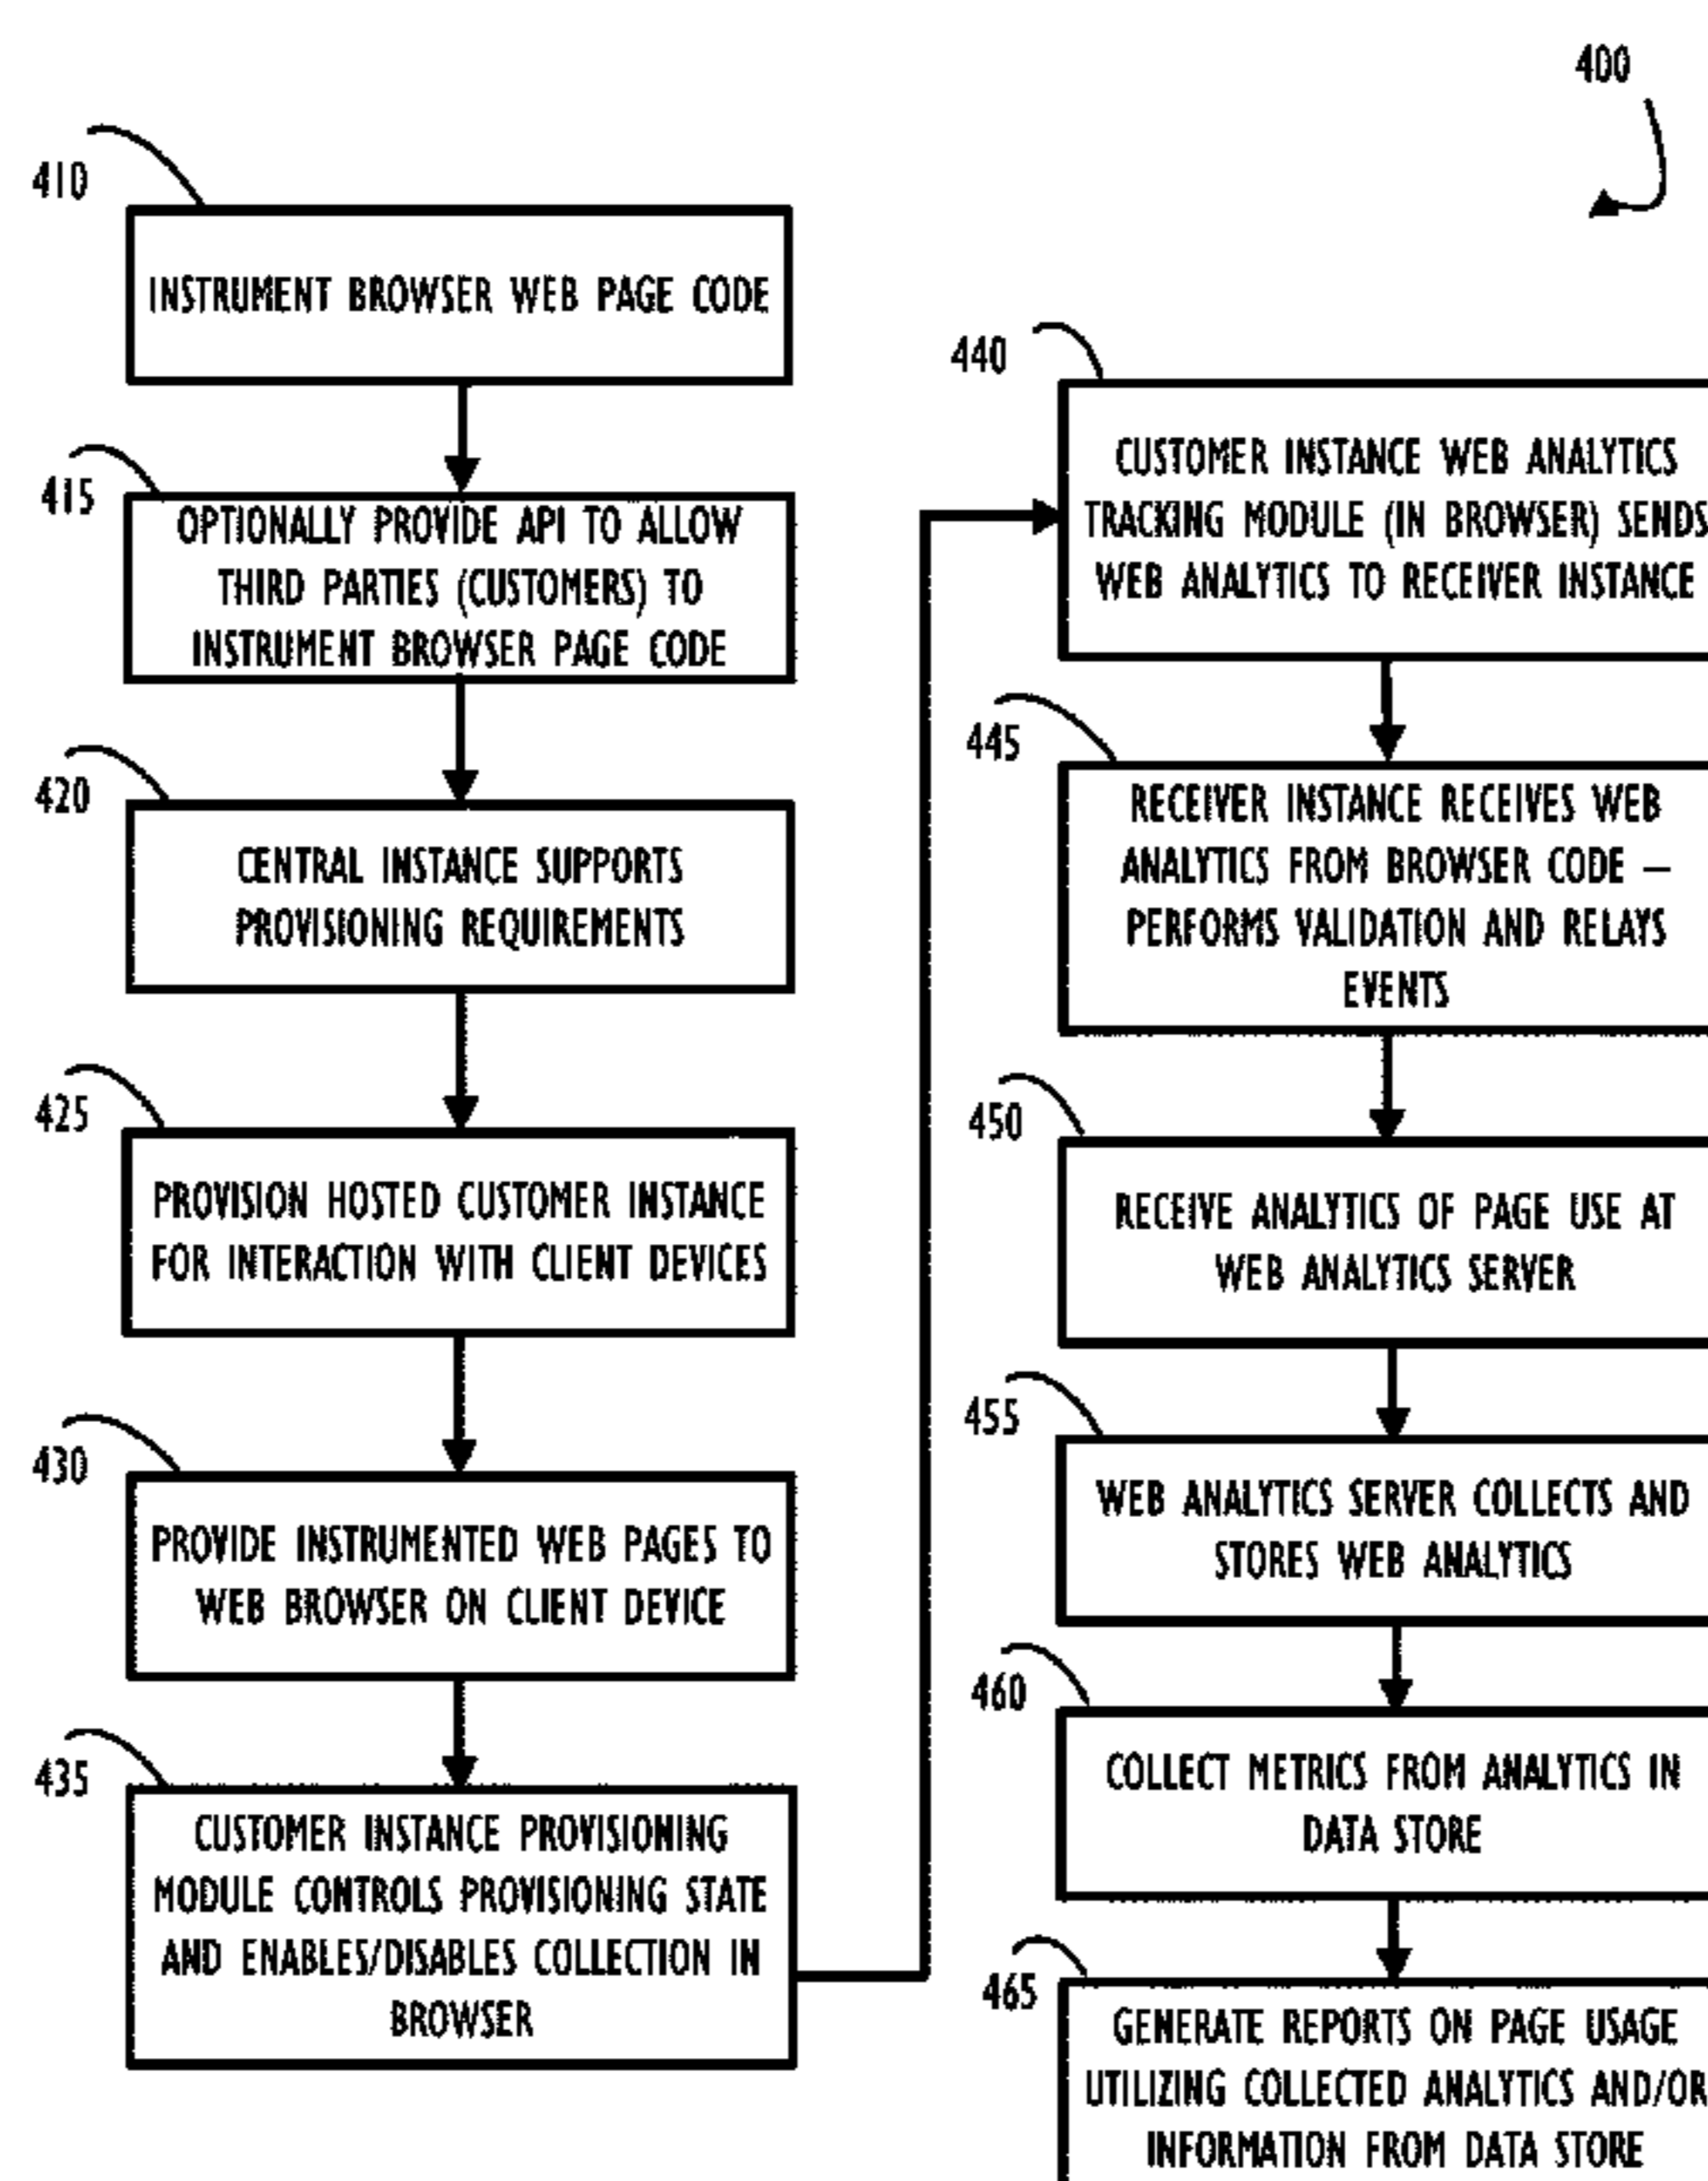 400
410
INSTRUMENT BROWSER WEB PAGE CODE
415
OPTIONALLY PROVIDE API TO ALLOW
THIRD PARTIES (CUSTOMERS) TO
INSTRUMENT BROWSER PAGE CODE
420
CENTRAL INSTANCE SUPPORTS
PROVISIONING REQUIREMENTS
425
PROVISION HOSTED CUSTOMER INSTANCE
FOR INTERACTION WITH CLIENT DEVICES
430
PROVIDE INSTRUMENTED WEB PAGES TO
WEB BROWSER ON CLIENT DEVICE
435
CUSTOMER INSTANCE PROVISIONING
MODULE CONTROLS PROVISIONING STATE
AND ENABLES/DISABLES COLLECTION IN
BROWSER
440
CUSTOMER INSTANCE WEB ANALYTICS
TRACKING MODULE (IN BROWSER) SENDS
WEB ANALYTICS TO RECEIVER INSTANCE
445
RECEIVER INSTANCE RECEIVES WEB
ANALYTICS FROM BROWSER CODE —
PERFORMS VALIDATION AND RELAYS
EVENTS
450
RECEIVE ANALYTICS OF PAGE USE AT
WEB ANALYTICS SERVER
455
WEB ANALYTICS SERVER COLLECTS AND
STORES WEB ANALYTICS
460
COLLECT METRICS FROM ANALYTICS IN
DATA STORE
465
GENERATE REPORTS ON PAGE USAGE
UTILIZING COLLECTED ANALYTICS AND/OR
INFORMATION FROM DATA STORE